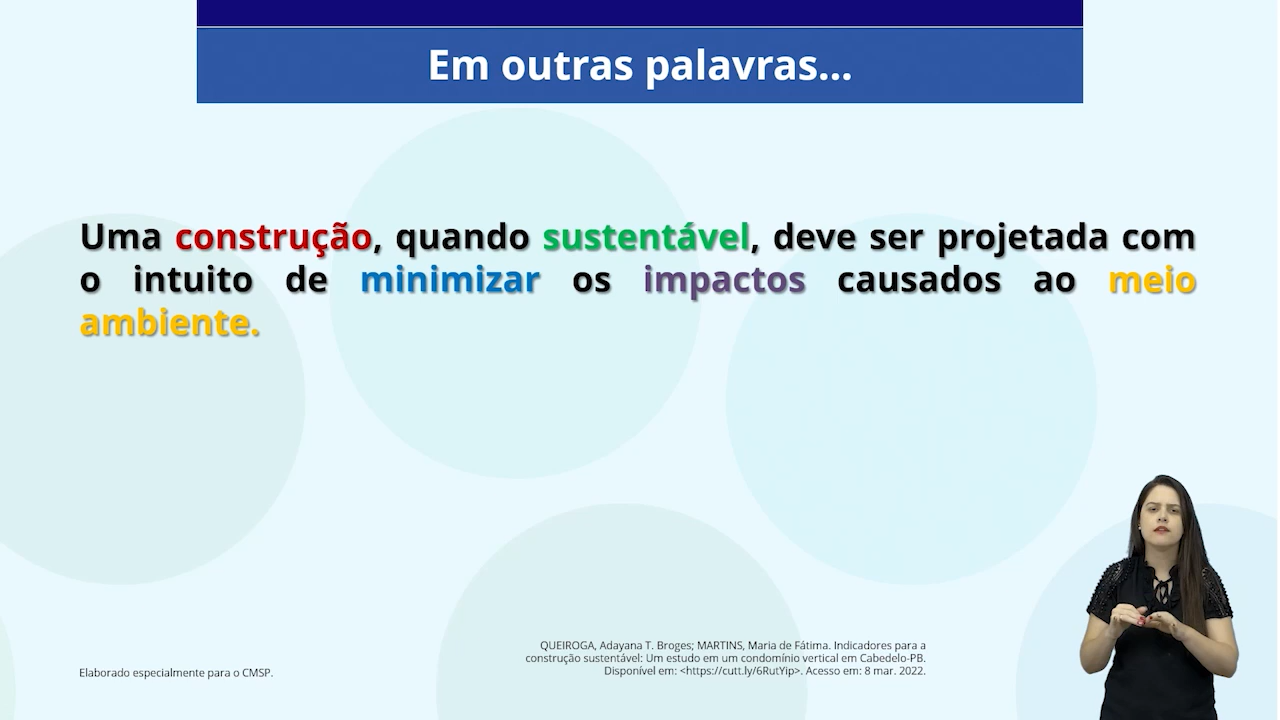 Em outras palavras...
Uma construção, quando sustentável, deve ser projetada com
o intuito de minimizar os impactos causados ao meio
ambiente.
QUEIROGA, Adayana T. Broges; MARTINS, Maria de Fátima. Indicadores para a
construção sustentável: Um estudo em um condomínio vertical em Cabedelo-PB.
Disponível em: <https://cutt.ly/6RutYip>. Acesso em: 8 mar. 2022.
Elaborado especialmente para o CMSP.